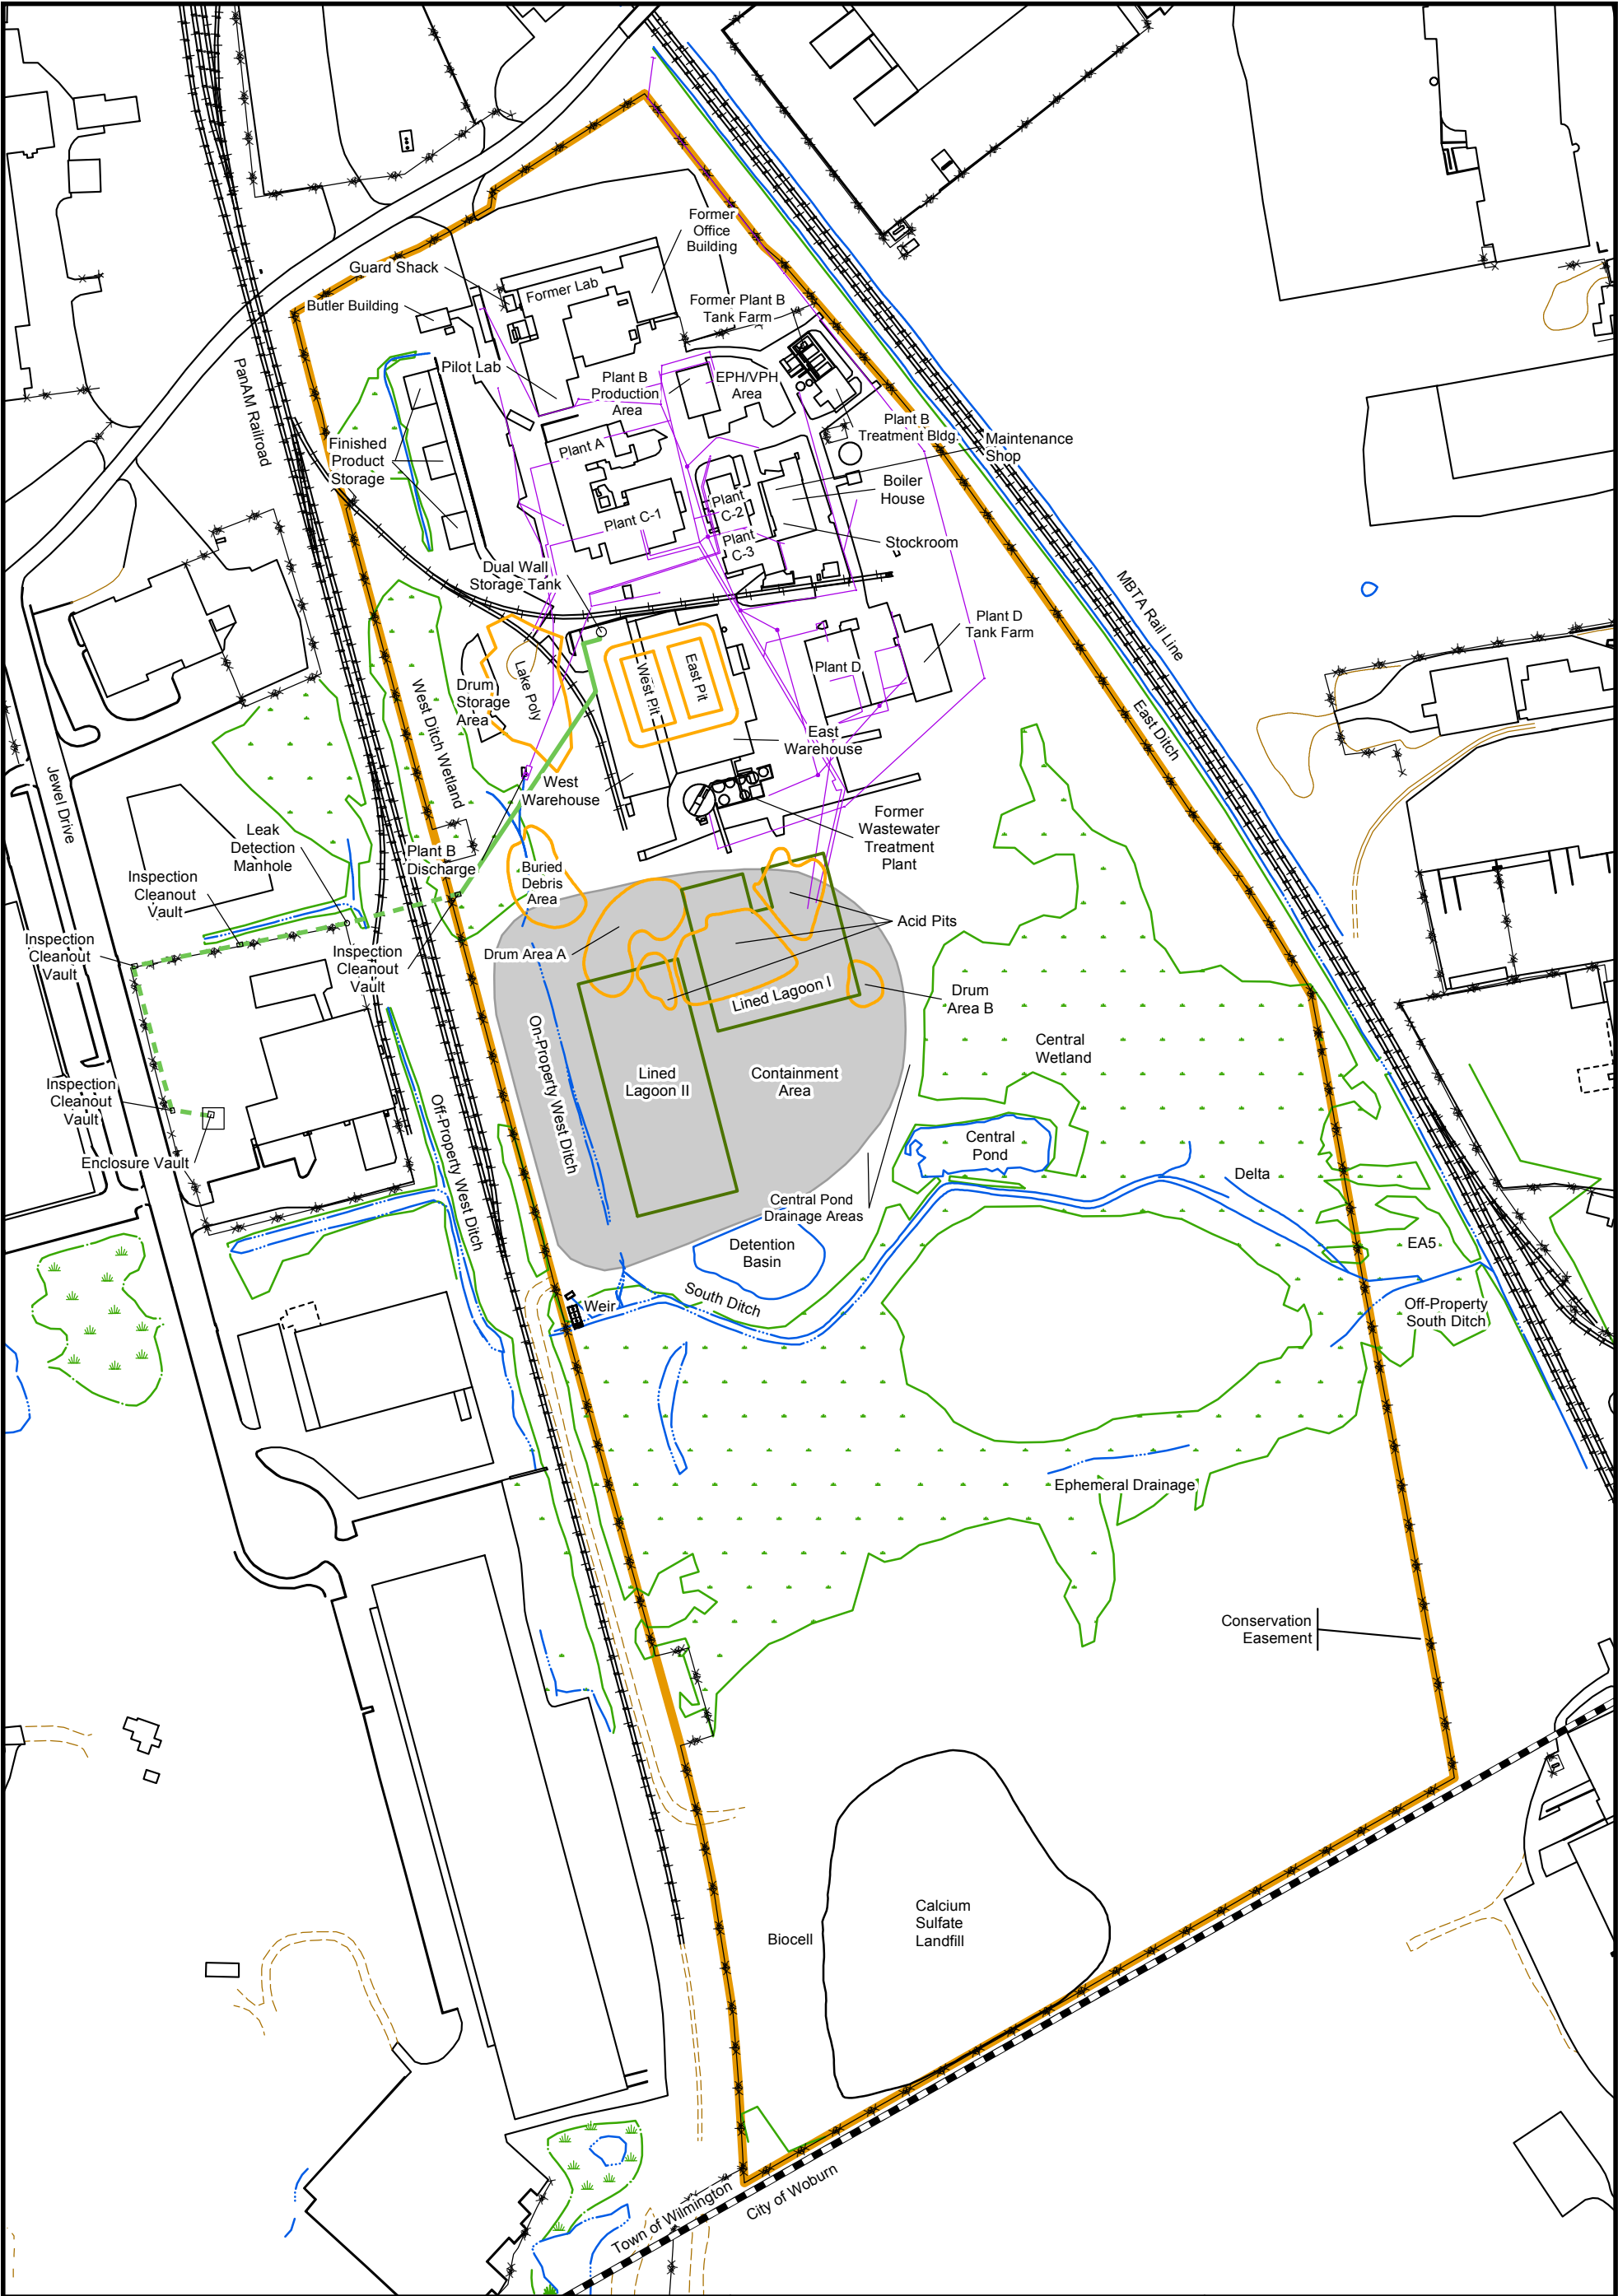 Former
Office
Building
Guard Shack
Former Lab
Butler Building
Former Plant B
Tank Farm
PanAM Railroad
Pilot Lab
Plant B
Production
Area
EPH/VPH
Area
Plant B
Treatment Bldg.
Maintenance
Shop
Finished
Product
Storage
Plant A
Boiler
House
Plant
C-2
Plant C-1
Plant
C-3
Stockroom
Dual Wall
Storage Tank
MBTA Rail Line
Plant D
Tank Farm
Plant D
West Pit
East Pit
Lake Poly
Drum
Storage
Area
West Ditch Wetland
East Ditch
East
Warehouse
West
Warehouse
Jewel Drive
Former
Wastewater
Treatment
Plant
Leak
Detection
Manhole
Plant B
Discharge
Buried
Debris
Area
Inspection
Cleanout
Vault
Acid Pits
Inspection
Cleanout
Vault
Inspection
Cleanout
Vault
Drum Area A
Lined Lagoon I
Drum
Area B
On-Property West Ditch
Central
Wetland
Lined
Lagoon II
Containment
Area
Inspection
Cleanout
Vault
Off-Property West Ditch
Central
Pond
Enclosure Vault
Delta
Central Pond
Drainage Areas
Detention
Basin
EA5
South Ditch
Weir
Off-Property
South Ditch
Ephemeral Drainage
Conservation
Easement
Calcium
Sulfate
Landfill
Biocell
Town of Wilmington
City of Woburn